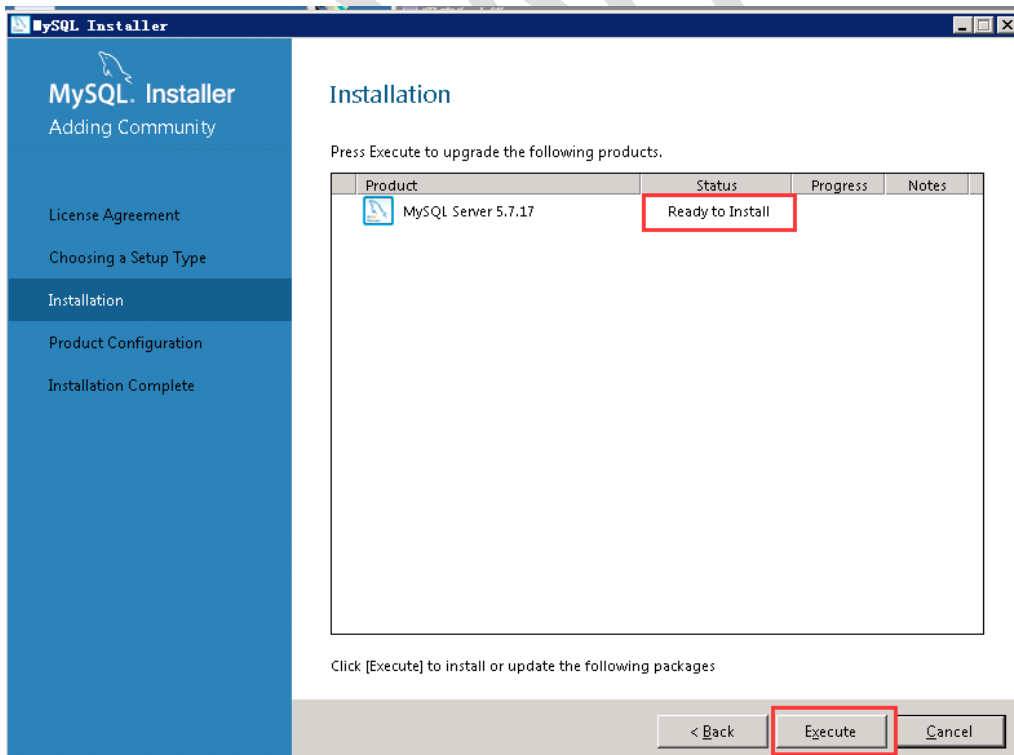 MySQL Installer
MySQL. Installer
Adding Community
License Agreement
Choosing a Setup Type
Installation
Product Configuration
Installation Complete
Installation
Press Execute to upgrade the following products.
Product Status Progress Notes
MySQL Server 5.7.17 Ready to Install
Click [Execute] to install or update the following packages
< Back Execute Cancel